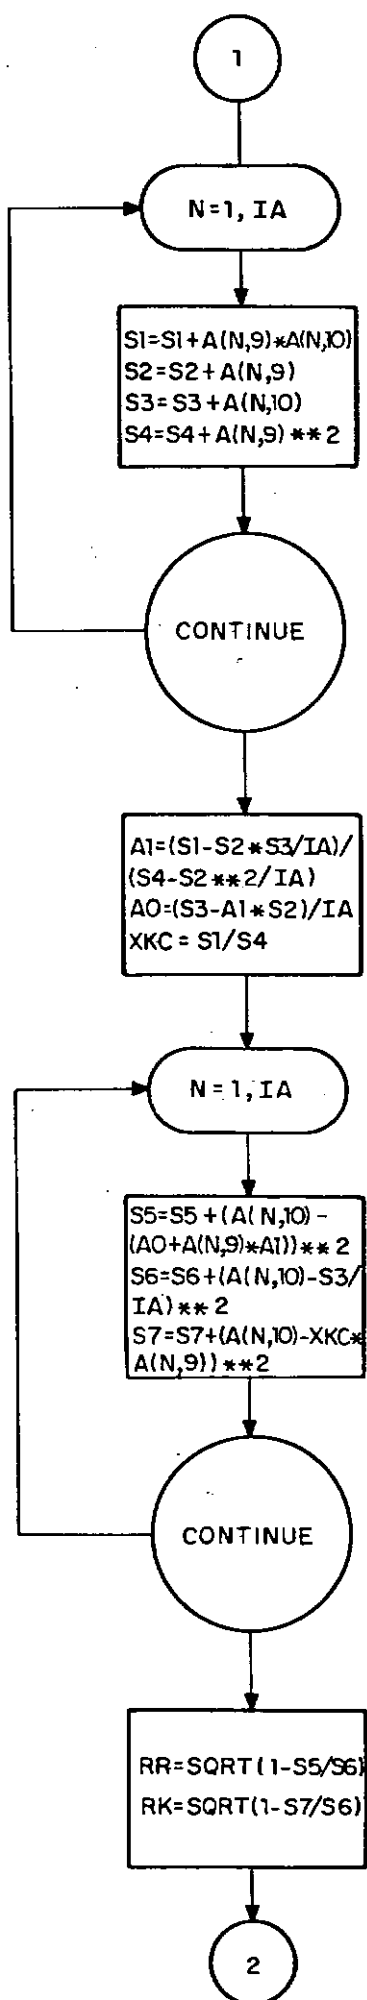 1
N=1, IA
S1=S1+A(N,9)*A(N,10)
S2=S2+A(N,9)
S3=S3+A(N,10)
S4=S4+A(N,9)**2
CONTINUE
A1=(S1-S2*S3/IA)/
(S4-S2**2/IA)
AO=(S3-A1*S2)/IA
XKC = S1/S4
N=1, IA
S5=S5+(A(N,10)-
(AO+A(N,9)*A1))**2
S6=S6+(A(N,10)-S3/
IA)**2
S7=S7+(A(N,10)-XKC*
A(N,9))**2
CONTINUE
RR=SQRT(1-S5/S6)
RK=SQRT(1-S7/S6)
2